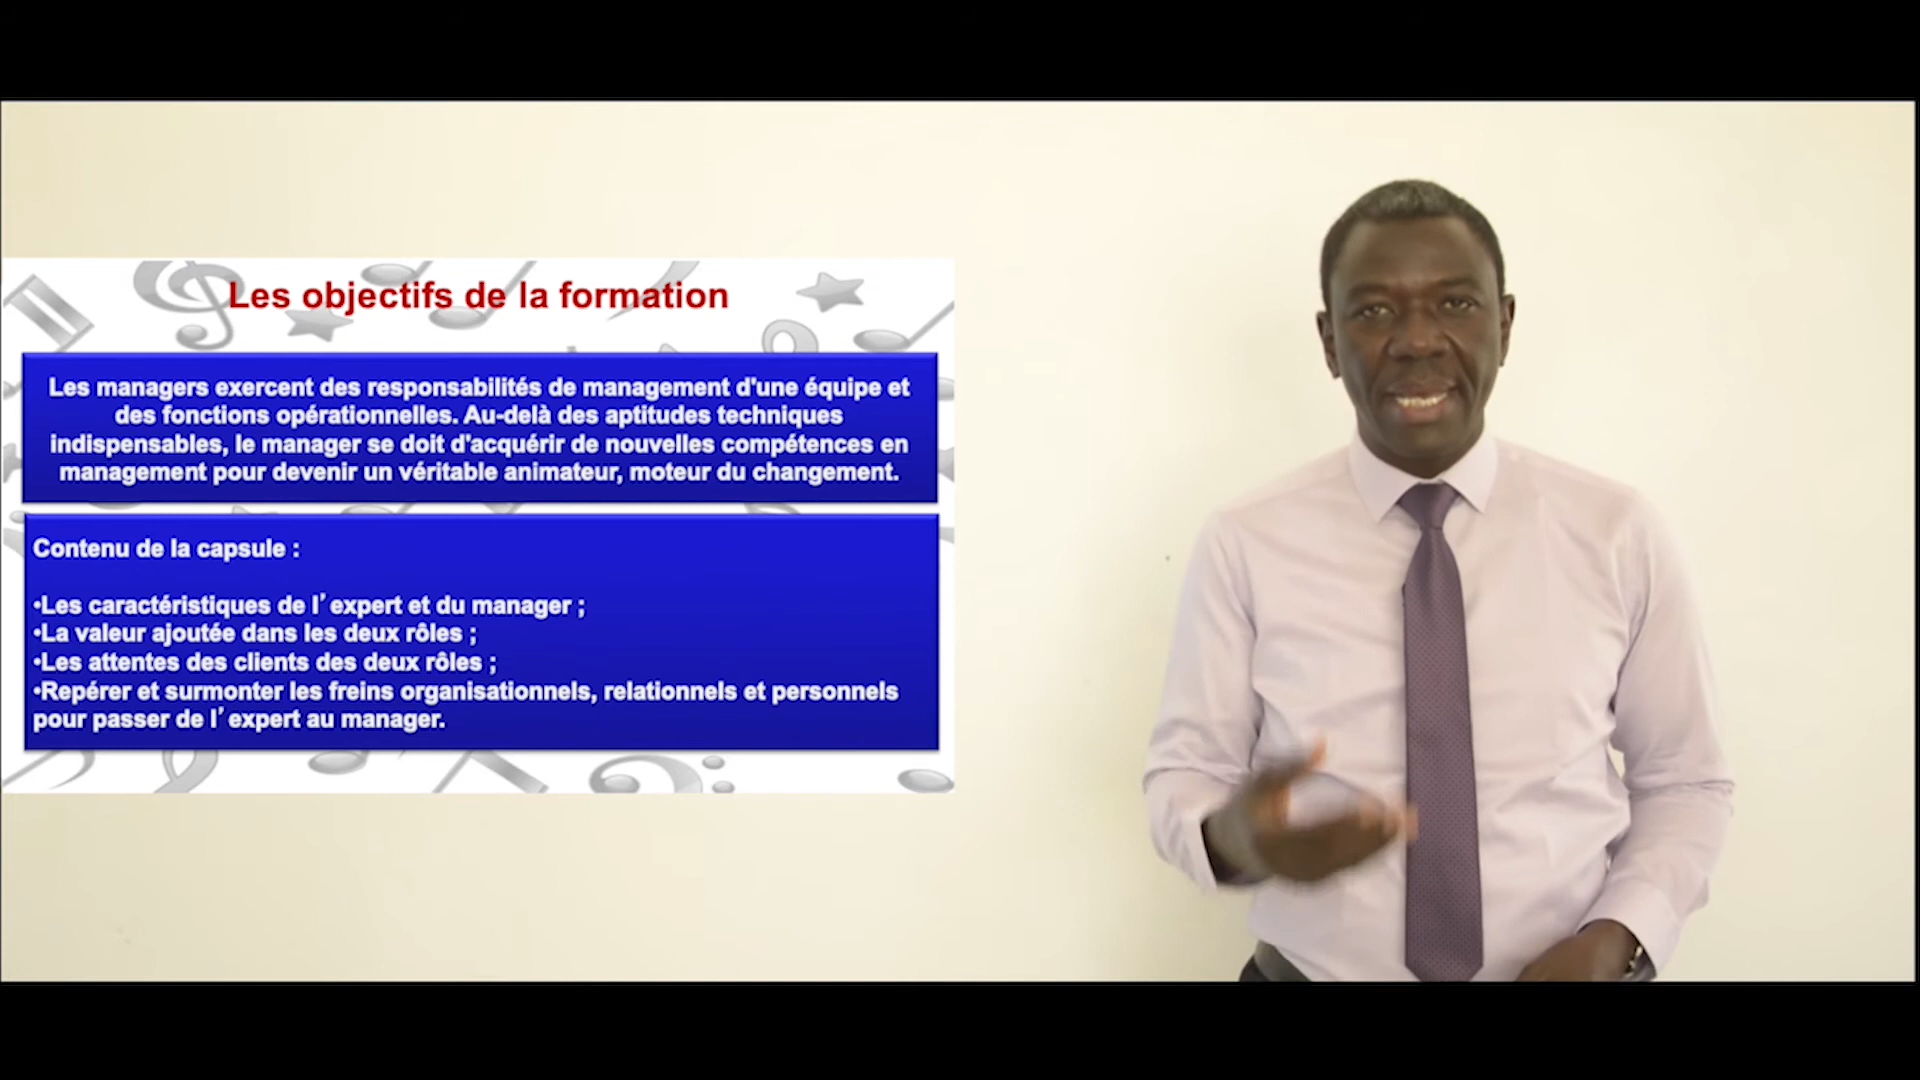 Les objectifs de la formation
Les managers exercent des responsabilités de management d'une équipe et
des fonctions opérationnelles. Au-delà des aptitudes techniques
indispensables, le manager se doit d'acquérir de nouvelles compétences en
management pour devenir un véritable animateur, moteur du changement.
Contenu de la capsule :
•Les caractéristiques de l’expert et du manager ;
•La valeur ajoutée dans les deux rôles ;
•Les attentes des clients des deux rôles ;
•Repérer et surmonter les freins organisationnels, relationnels et personnels
pour passer de l’expert au manager.